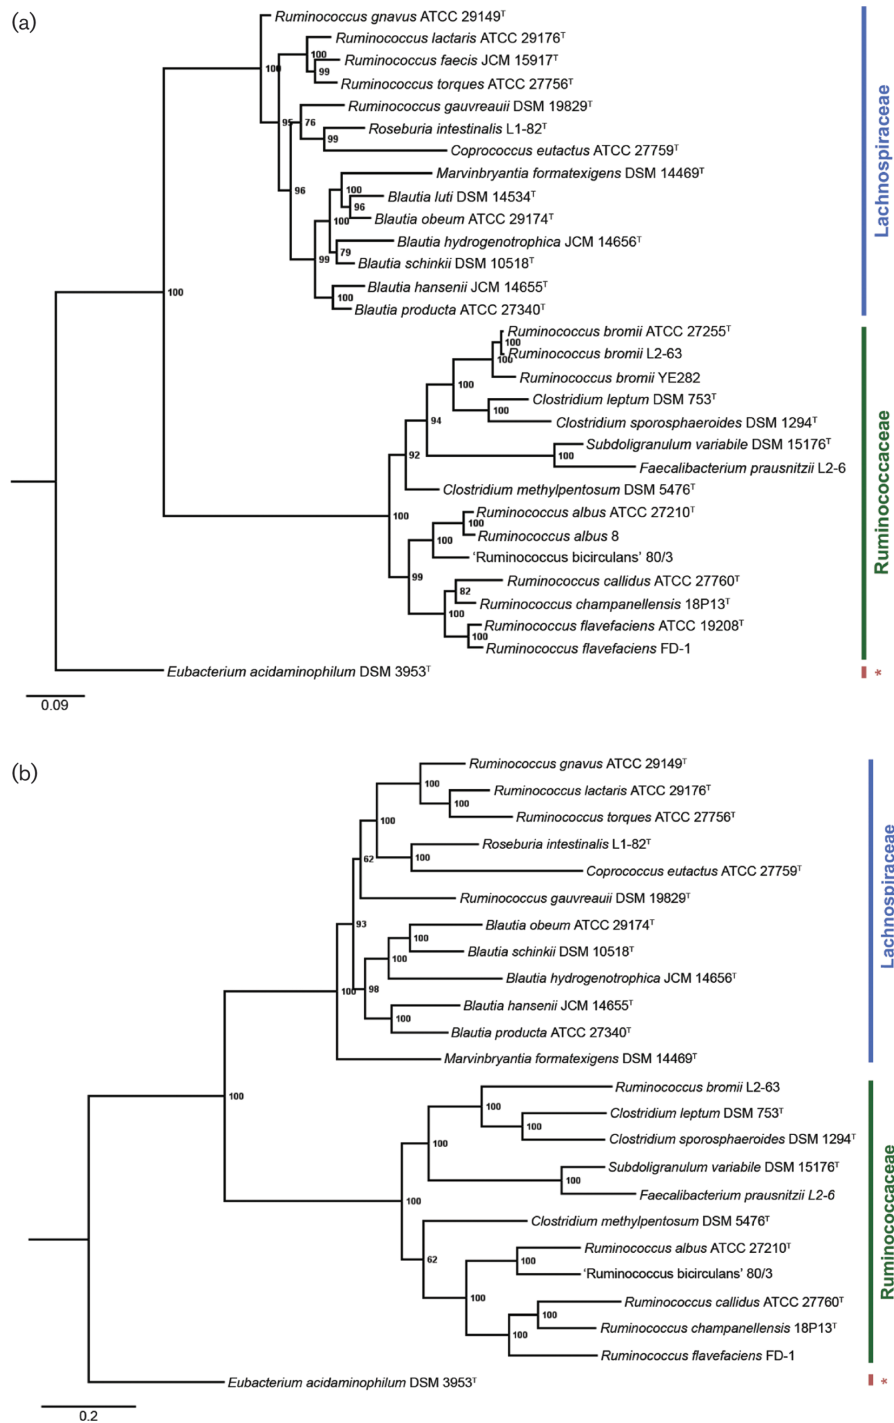 (a)
Ruminococcus gnavus ATCC 29149ᵀ
100
Ruminococcus lactaris ATCC 29176ᵀ
100
Ruminococcus faecis JCM 15917ᵀ
99
Ruminococcus torques ATCC 27756ᵀ
Ruminococcus gauvreauii DSM 19829ᵀ
95
76
Roseburia intestinalis L1-82ᵀ
99
Coprococcus eutactus ATCC 27759ᵀ
Marvinbryantia formatexigens DSM 14469ᵀ
96
100
Blautia luti DSM 14534ᵀ
96
Blautia obeum ATCC 29174ᵀ
100
Blautia hydrogenotrophica JCM 14656ᵀ
79
99
Blautia schinkii DSM 10518ᵀ
Blautia hansenii JCM 14655ᵀ
100
100
Blautia producta ATCC 27340ᵀ
Lachnospiraceae
Ruminococcus bromii ATCC 27255ᵀ
100
Ruminococcus bromii L2-63
100
Ruminococcus bromii YE282
100
Clostridium leptum DSM 753ᵀ
100
Clostridium sporosphaeroides DSM 1294ᵀ
94
Subdoligranulum variabile DSM 15176ᵀ
92
100
Faecalibacterium prausnitzii L2-6
Clostridium methylpentosum DSM 5476ᵀ
100
Ruminococcus albus ATCC 27210ᵀ
100
Ruminococcus albus 8
100
'Ruminococcus bicirculans' 80/3
99
Ruminococcus callidus ATCC 27760ᵀ
82
Ruminococcus champanellensis 18P13ᵀ
100
Ruminococcus flavefaciens ATCC 19208ᵀ
100
Ruminococcus flavefaciens FD-1
Ruminococcaceae
Eubacterium acidaminophilum DSM 3953ᵀ
*
0.09
(b)
Ruminococcus gnavus ATCC 29149ᵀ
100
Ruminococcus lactaris ATCC 29176ᵀ
100
Ruminococcus torques ATCC 27756ᵀ
100
Roseburia intestinalis L1-82ᵀ
62
100
Coprococcus eutactus ATCC 27759ᵀ
Ruminococcus gauvreauii DSM 19829ᵀ
93
Blautia obeum ATCC 29174ᵀ
100
Blautia schinkii DSM 10518ᵀ
100
Blautia hydrogenotrophica JCM 14656ᵀ
100
98
Blautia hansenii JCM 14655ᵀ
100
Blautia producta ATCC 27340ᵀ
Marvinbryantia formatexigens DSM 14469ᵀ
Lachnospiraceae
100
Ruminococcus bromii L2-63
100
Clostridium leptum DSM 753ᵀ
100
Clostridium sporosphaeroides DSM 1294ᵀ
100
Subdoligranulum variabile DSM 15176ᵀ
100
Faecalibacterium prausnitzii L2-6
100
Clostridium methylpentosum DSM 5476ᵀ
62
Ruminococcus albus ATCC 27210ᵀ
100
'Ruminococcus bicirculans' 80/3
100
Ruminococcus callidus ATCC 27760ᵀ
100
Ruminococcus champanellensis 18P13ᵀ
100
Ruminococcus flavefaciens FD-1
Ruminococcaceae
Eubacterium acidaminophilum DSM 3953ᵀ
*
0.2